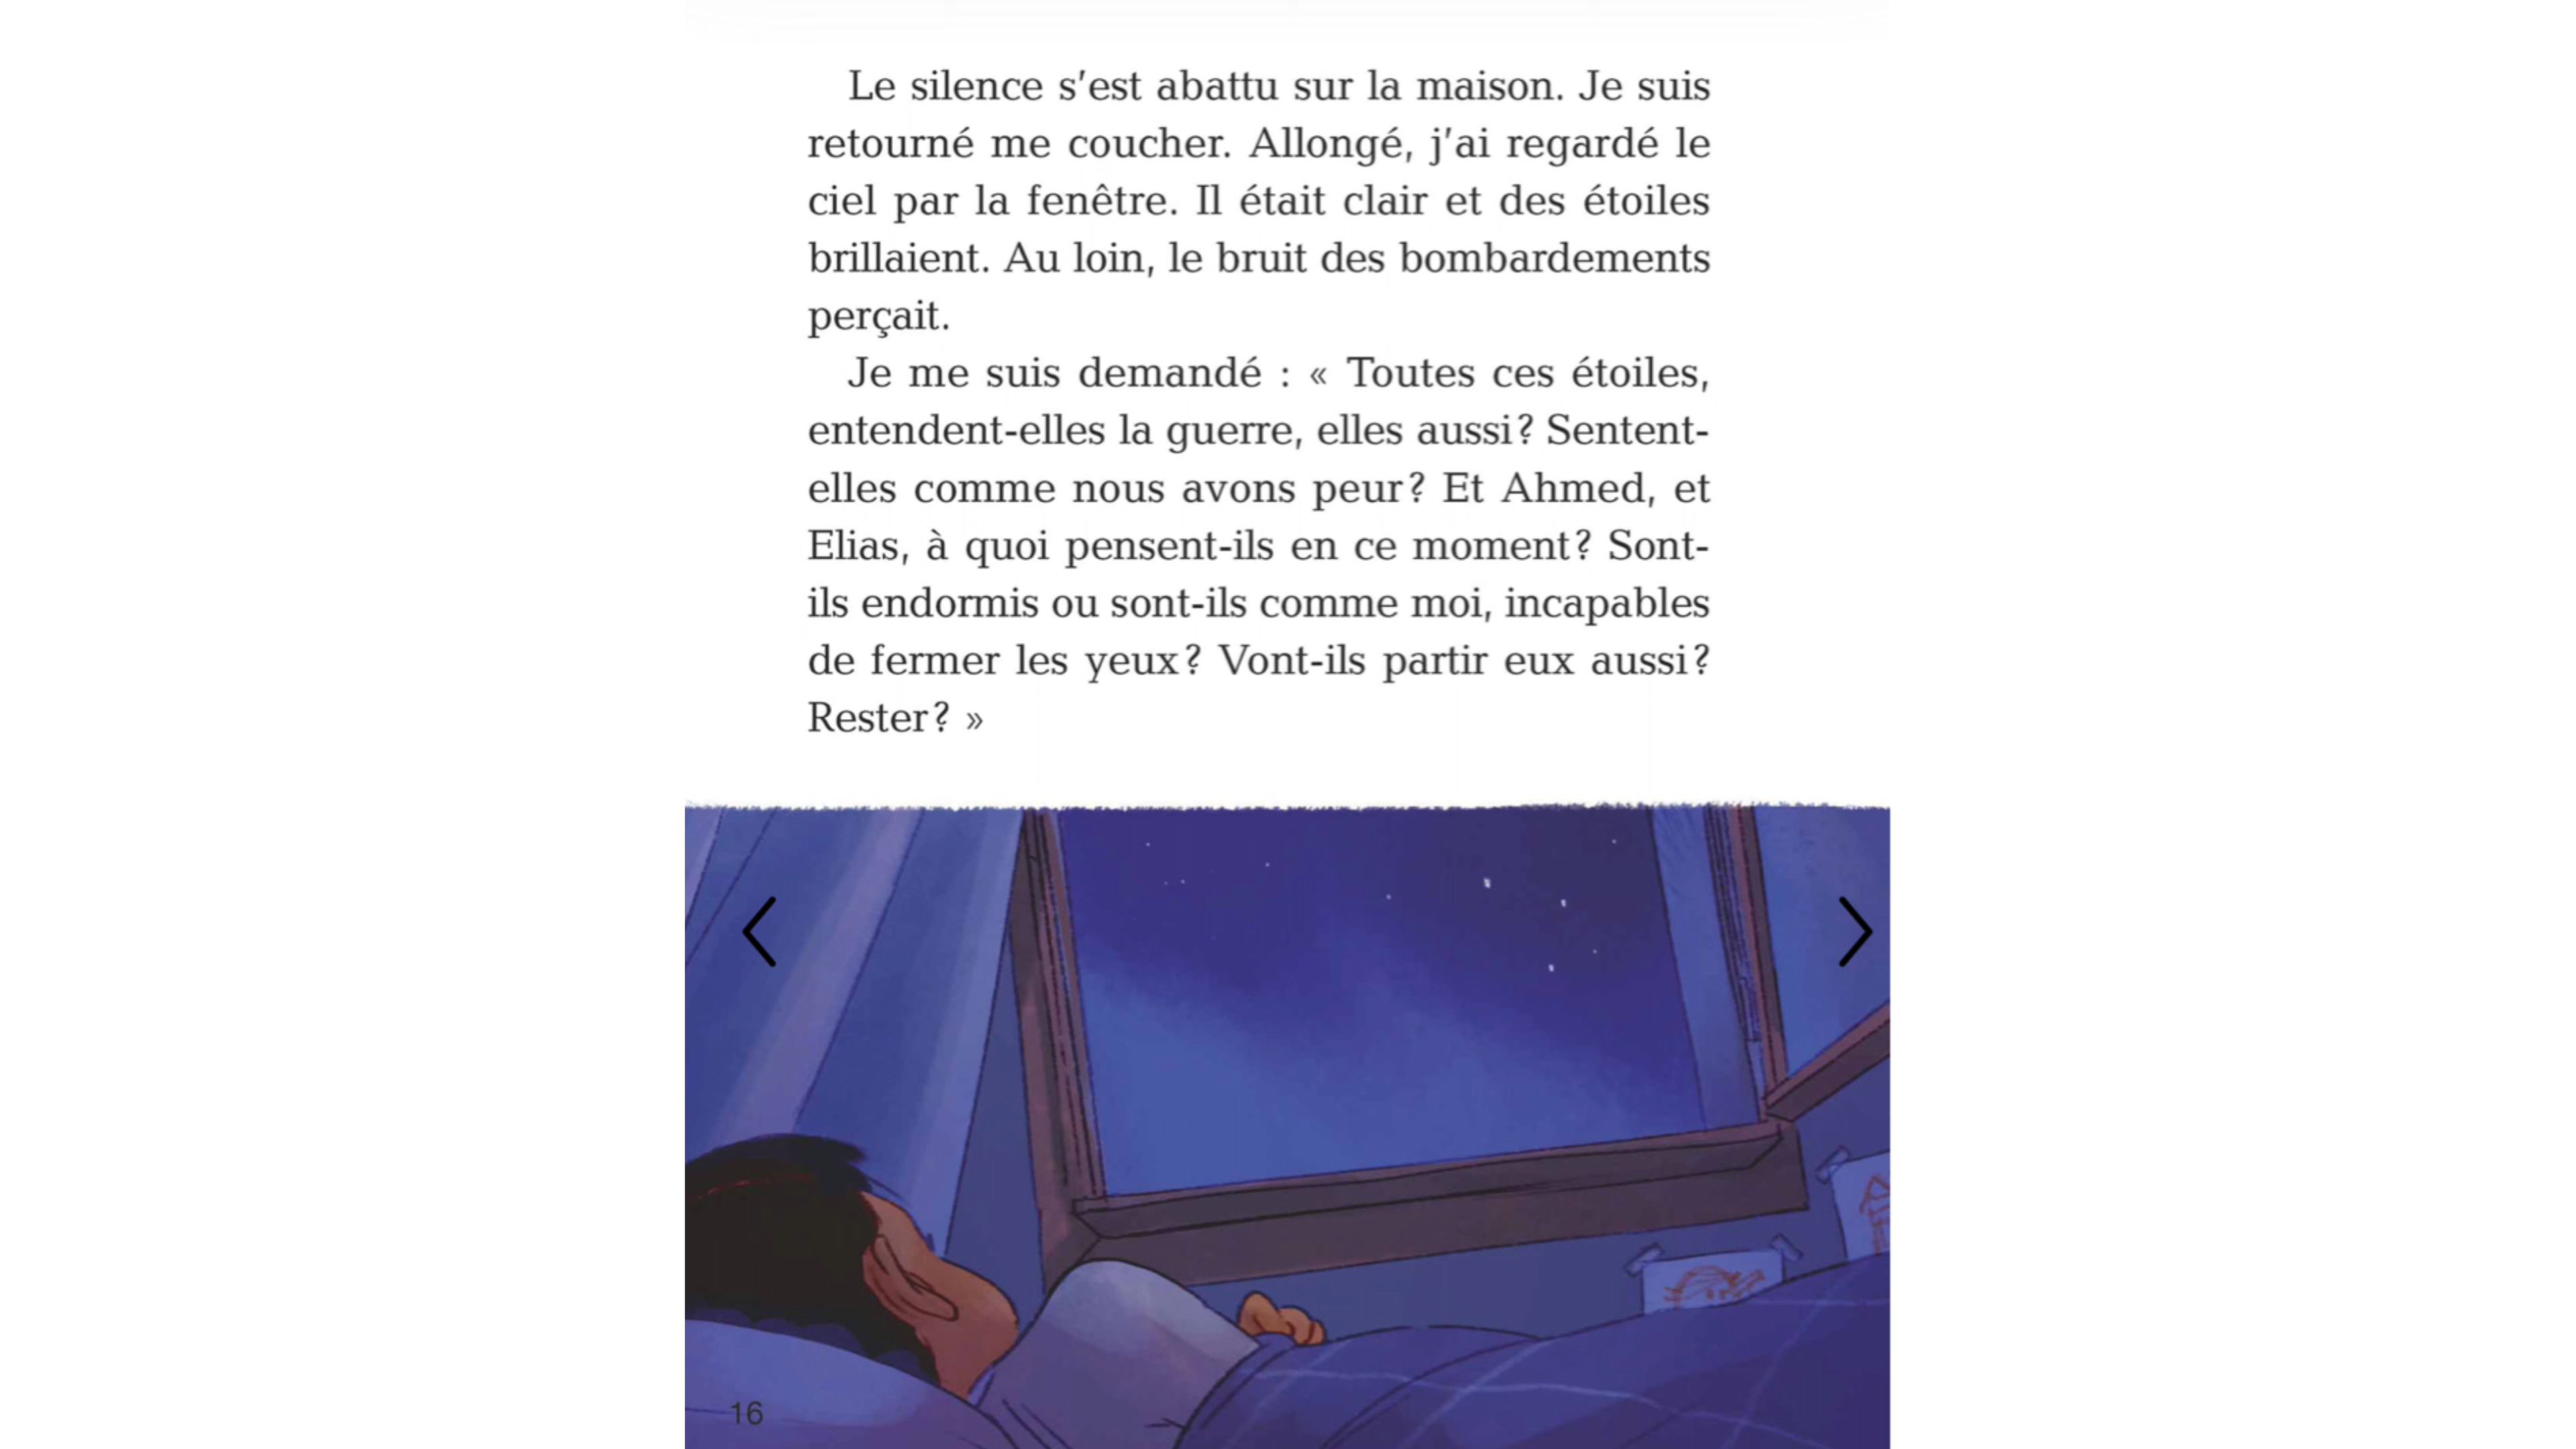 Le silence s’est abattu sur la maison. Je suis
retourné me coucher. Allongé, j’ai regardé le
ciel par la fenêtre. Il était clair et des étoiles
brillaient. Au loin, le bruit des bombardements
perçait.
Je me suis demandé : « Toutes ces étoiles,
entendent-elles la guerre, elles aussi? Sentent-
elles comme nous avons peur? Et Ahmed, et
Elias, à quoi pensent-ils en ce moment? Sont-
ils endormis ou sont-ils comme moi, incapables
de fermer les yeux? Vont-ils partir eux aussi?
Rester? »
16